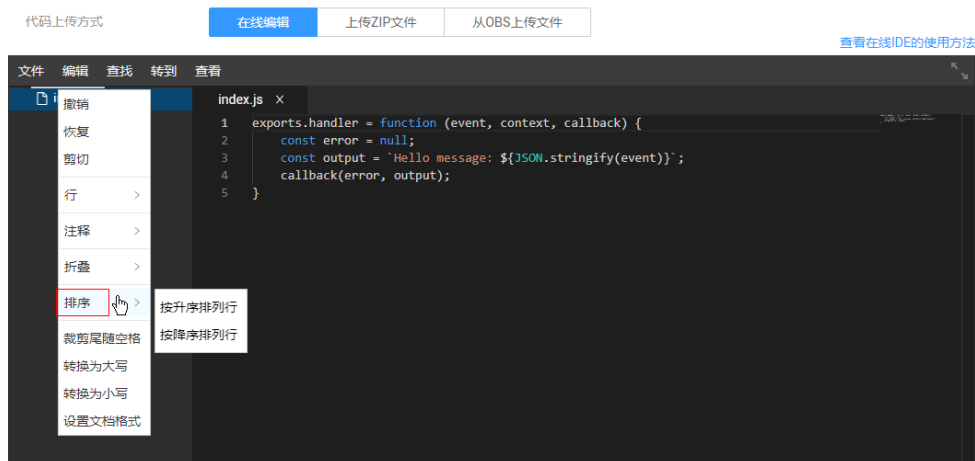 代码上传方式 在线编辑 上传ZIP文件 从OBS上传文件
查看在线IDE的使用方法
文件 编辑 查找 转到 查看
index.js ×
撤销
恢复
剪切
行 >
注释 >
折叠 >
排序 >
裁剪尾随空格
转换为大写
转换为小写
设置文档格式
按升序排列行
按降序排列行
1 exports.handler = function (event, context, callback) {
2 const error = null;
3 const output = `Hello message: ${JSON.stringify(event)}`;
4 callback(error, output);
5 }